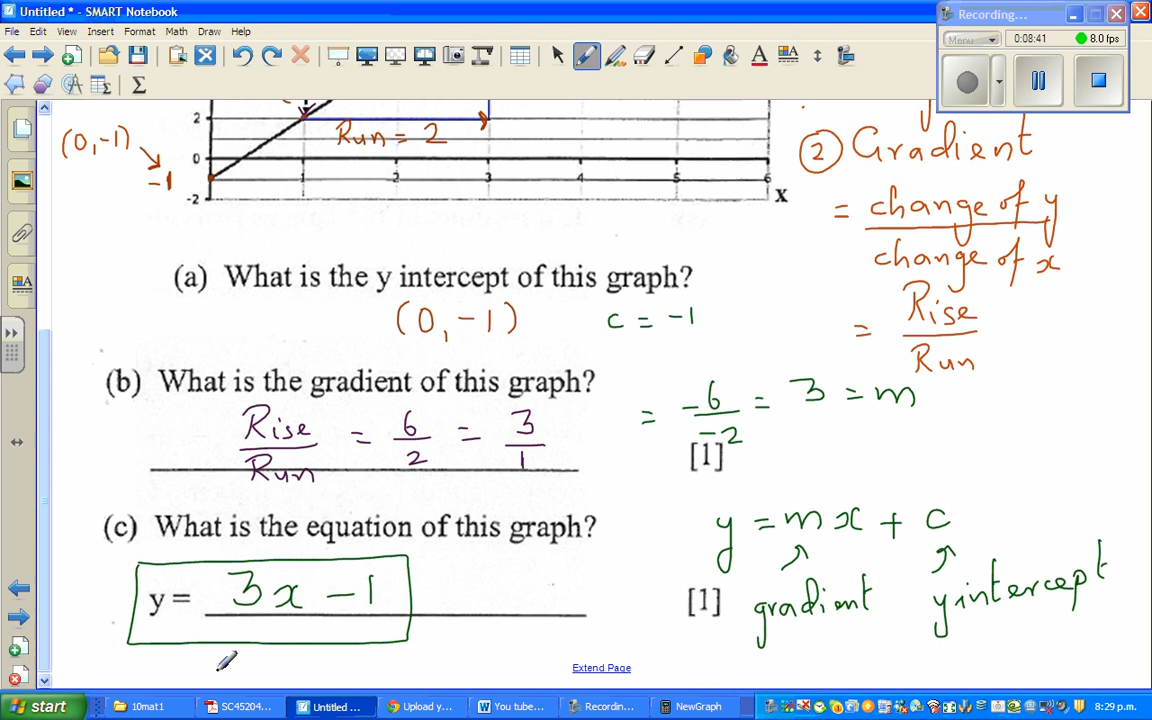 Untitled * - SMART Notebook
File Edit View Insert Format Math Draw Help
Recording...
Menu 0:08:41 8.0 fps
2
Run = 2
(0, -1)
0
-1
1 2 3 4 5 6
-2
x
② Gradient
= change of y
change of x
= Rise
Run
(a) What is the y intercept of this graph?
(0, -1) c = -1
(b) What is the gradient of this graph?
Rise = 6 = 3
Run 2 1
= -6 = 3 = m
-2
[1]
(c) What is the equation of this graph?
y = mx + c
y = 3x - 1
[1] gradient y intercept
Extend Page
start 10mat1 SC45204... Untitled ... Upload y... You tube... Recordin... NewGraph 8:29 p.m.